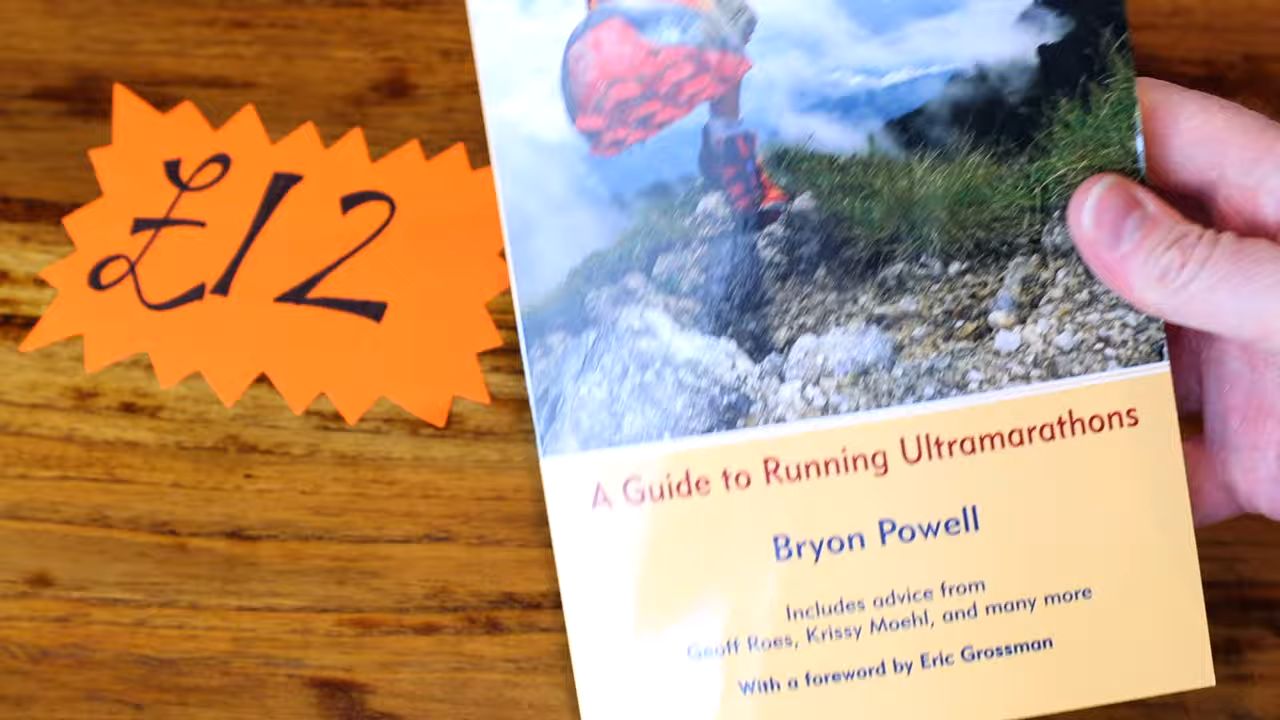 £12
A Guide to Running Ultramarathons
Bryon Powell
Includes advice from
Geoff Roes, Krissy Moehl, and many more
With a foreword by Eric Grossman